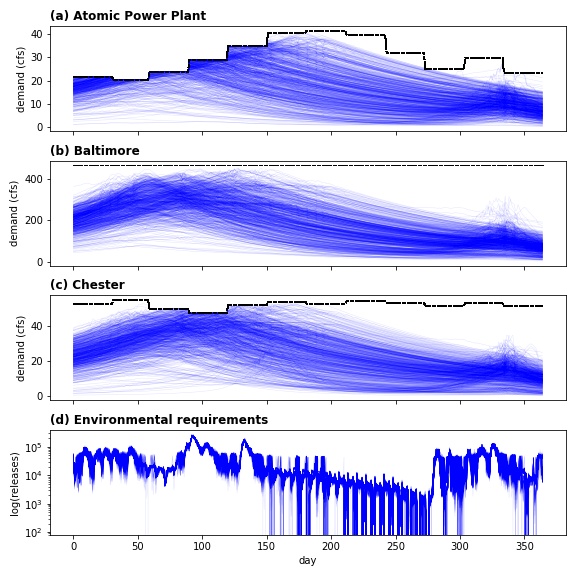 (a) Atomic Power Plant
40
30
20
10
0
demand (cfs)
(b) Baltimore
400
200
0
demand (cfs)
(c) Chester
40
20
0
demand (cfs)
(d) Environmental requirements
10⁵
10⁴
10³
10²
log(releases)
0 50 100 150 200 250 300 350
day